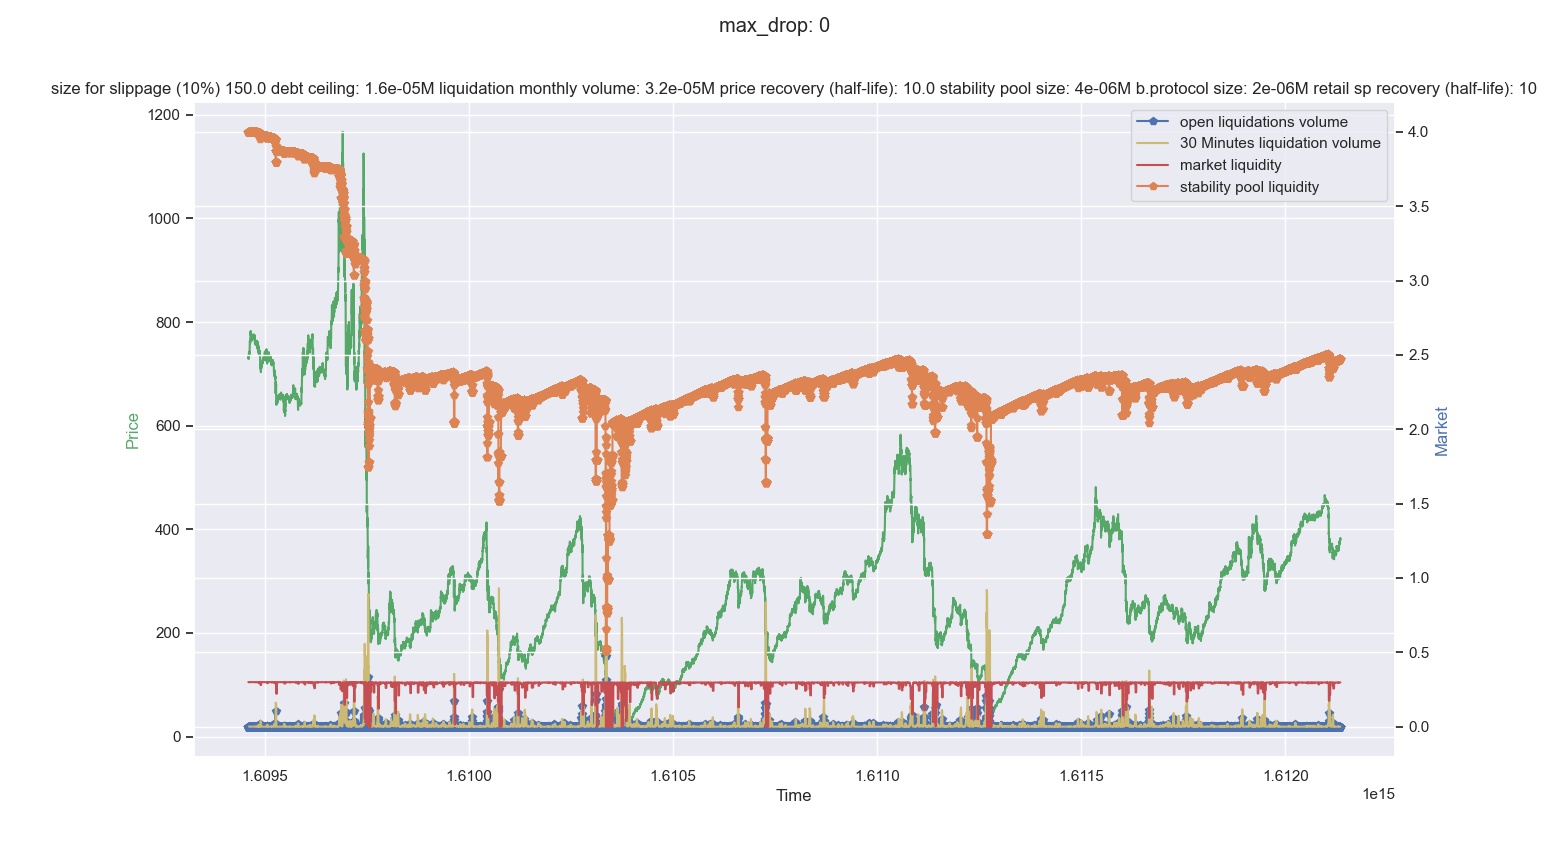 max_drop: 0
size for slippage (10%) 150.0 debt ceiling: 1.6e-05M liquidation monthly volume: 3.2e-05M price recovery (half-life): 10.0 stability pool size: 4e-06M b.protocol size: 2e-06M retail sp recovery (half-life): 10
open liquidations volume
30 Minutes liquidation volume
market liquidity
stability pool liquidity
1200
1000
800
600
400
200
0
Price
4.0
3.5
3.0
2.5
2.0
1.5
1.0
0.5
0.0
Market
1.6095 1.6100 1.6105 1.6110 1.6115 1.6120
1e15
Time